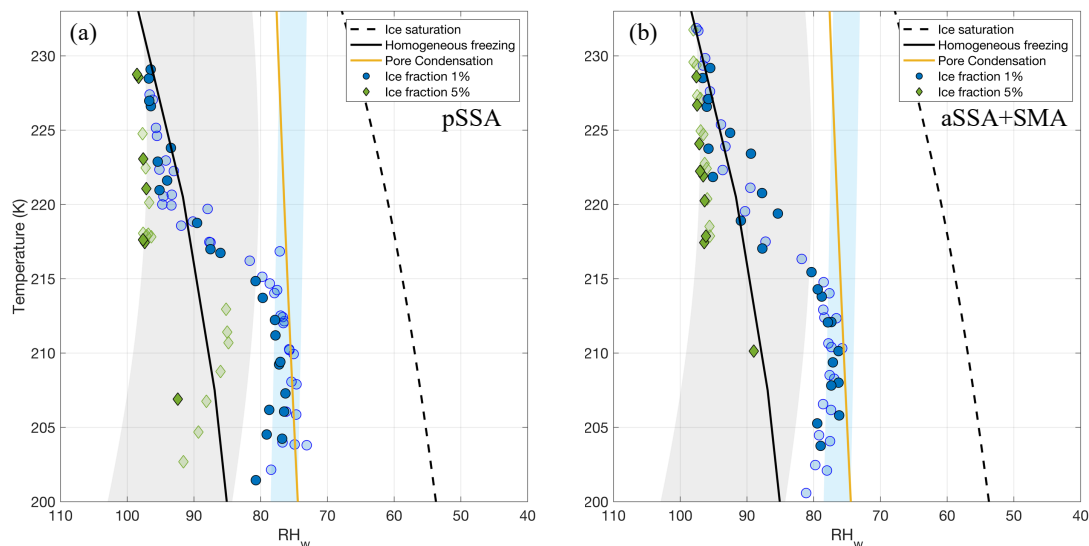 (a)
Ice saturation
Homogeneous freezing
Pore Condensation
Ice fraction 1%
Ice fraction 5%
pSSA
Temperature (K)
230
225
220
215
210
205
200
110 100 90 80 70 60 50 40
RH_w
(b)
Ice saturation
Homogeneous freezing
Pore Condensation
Ice fraction 1%
Ice fraction 5%
aSSA+SMA
230
225
220
215
210
205
200
110 100 90 80 70 60 50 40
RH_w